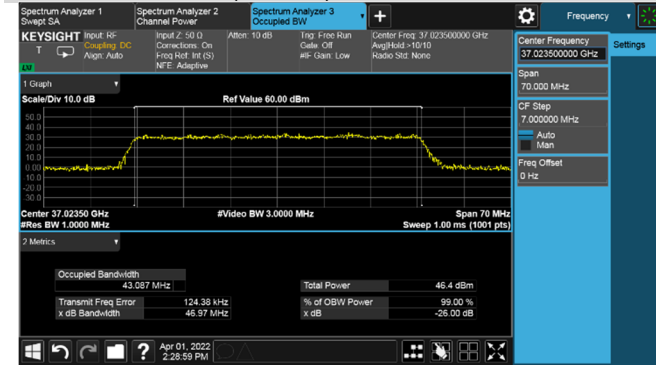 Spectrum Analyzer 1
Swept SA
Spectrum Analyzer 2
Channel Power
Spectrum Analyzer 3
Occupied BW
Frequency
KEYSIGHT
T
LXI
Input: RF
Coupling: DC
Align: Auto
Input Z: 50 Ω
Corrections: On
Freq Ref: Int (S)
NFE: Adaptive
Atten: 10 dB
Trig: Free Run
Gate: Off
#IF Gain: Low
Center Freq: 37.023500000 GHz
Avg|Hold:>10/10
Radio Std: None
Center Frequency
37.023500000 GHz
Settings
Span
70.000 MHz
CF Step
7.000000 MHz
Auto
Man
Freq Offset
0 Hz
1 Graph
Scale/Div 10.0 dB
Ref Value 60.00 dBm
50.0
40.0
30.0
20.0
10.0
0.00
-10.0
-20.0
-30.0
Center 37.02350 GHz
#Video BW 3.0000 MHz
Span 70 MHz
#Res BW 1.0000 MHz
Sweep 1.00 ms (1001 pts)
2 Metrics
Occupied Bandwidth
43.087 MHz
Total Power
46.4 dBm
Transmit Freq Error
124.38 kHz
% of OBW Power
99.00 %
x dB Bandwidth
46.97 MHz
x dB
-26.00 dB
?
Apr 01, 2022
2:28:59 PM